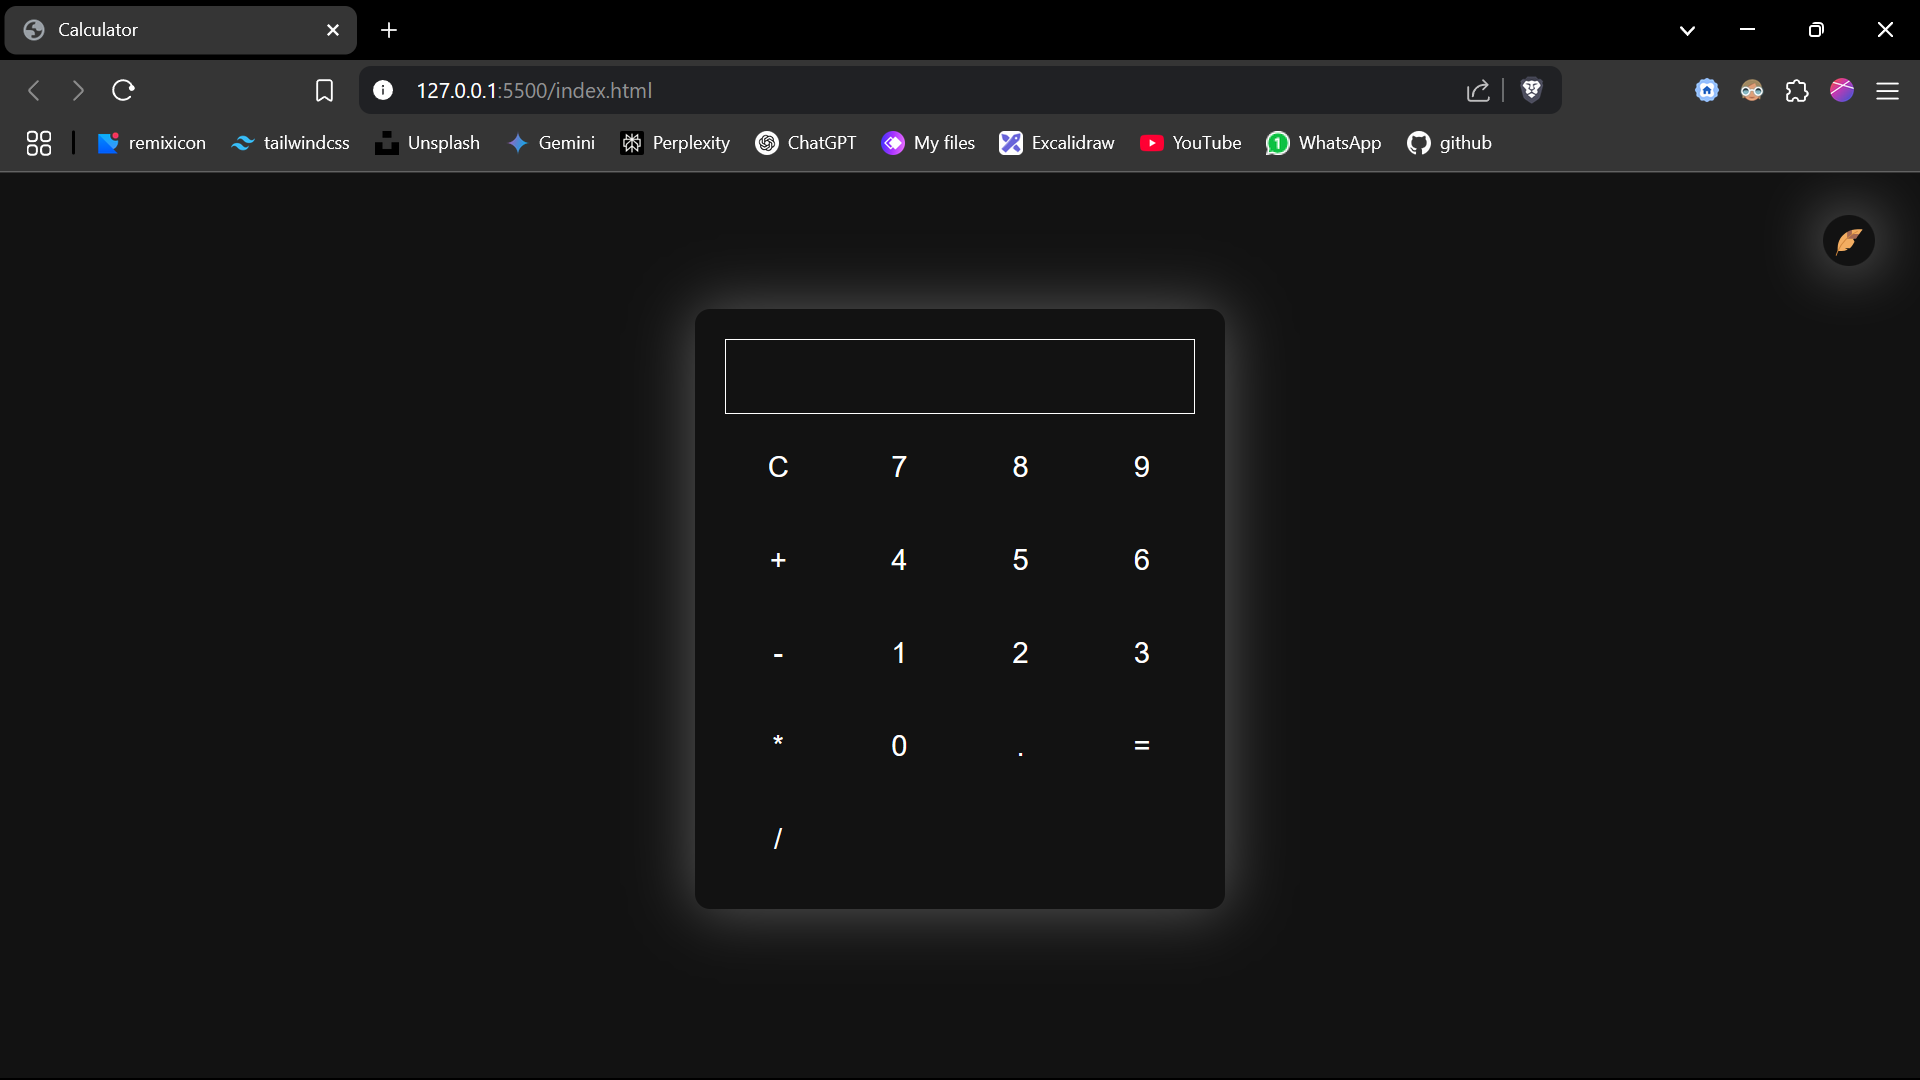 Calculator
127.0.0.1:5500/index.html
remixicon tailwindcss Unsplash Gemini Perplexity ChatGPT My files Excalidraw YouTube 1 WhatsApp github
C 7 8 9
+ 4 5 6
- 1 2 3
* 0 . =
/